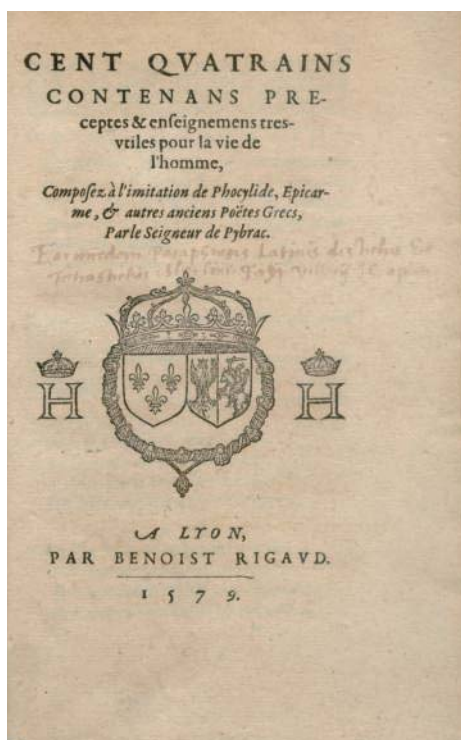 CENT QVATRAINS
CONTENANS PRE-
ceptes & enſeignemens tres-
vtiles pour la vie de
l'homme,
Compoſez à l'imitation de Phocylide, Epicar-
me, & autres anciens Poëtes Grecs,
Par le Seigneur de Pybrac.
H H
A LYON,
PAR BENOIST RIGAVD.
1579.